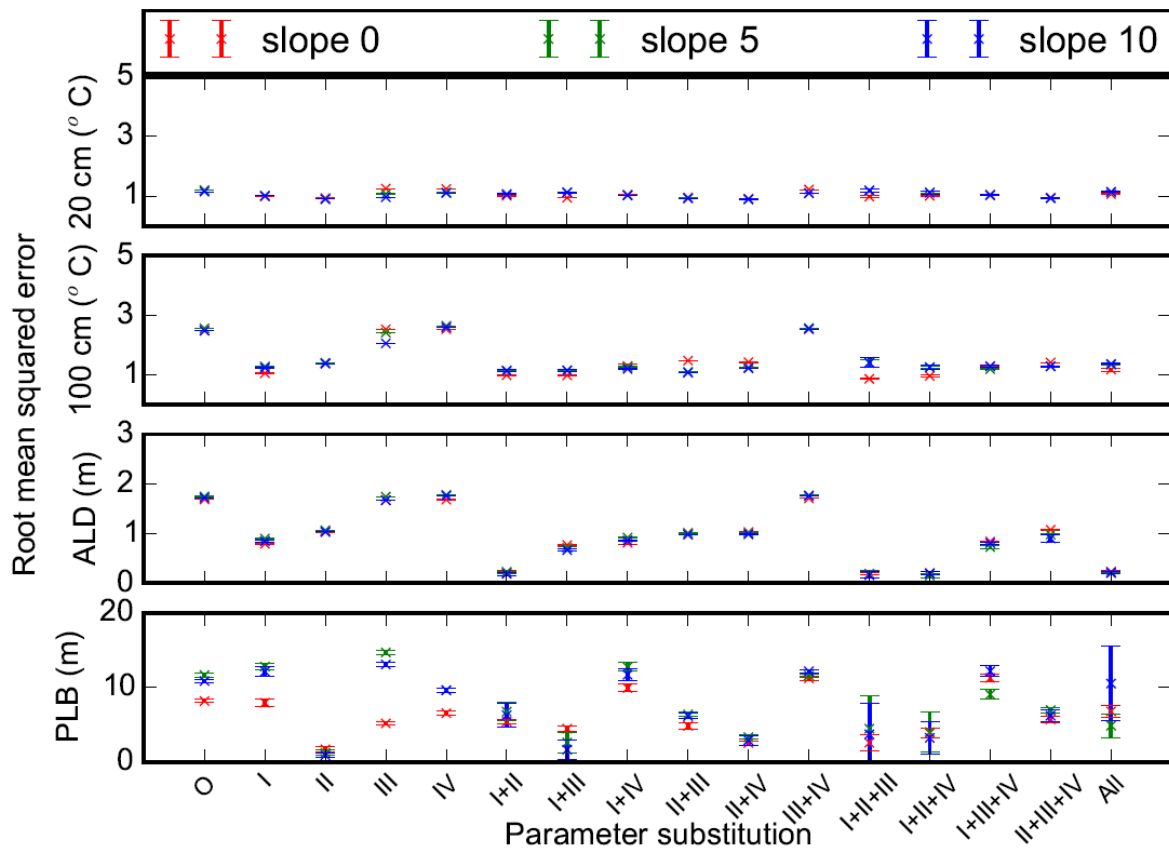 slope 0 slope 5 slope 10
Root mean squared error
20 cm (° C)
5
3
1
100 cm (° C)
5
3
1
ALD (m)
3
2
1
0
PLB (m)
20
10
0
O I II III IV I+II I+III I+IV II+III II+IV III+IV I+II+III I+II+IV I+III+IV II+III+IV All
Parameter substitution